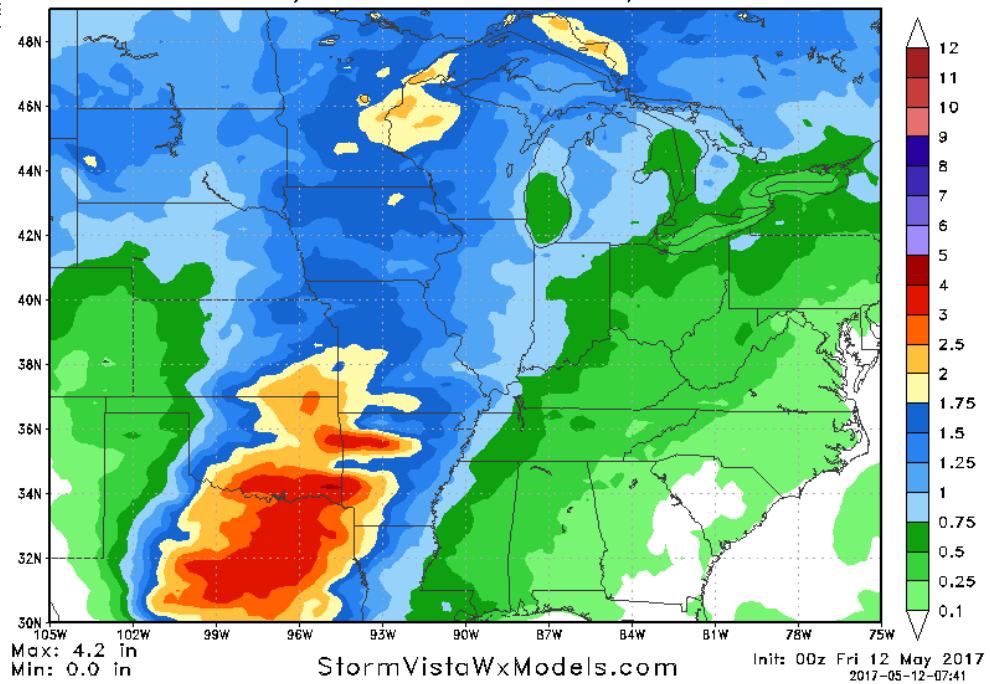 48N
46N
44N
42N
40N
38N
36N
34N
32N
30N
105W 102W 99W 96W 93W 90W 87W 84W 81W 78W 75W
12
11
10
9
8
7
6
5
4
3
2.5
2
1.75
1.5
1.25
1
0.75
0.5
0.25
0.1
Max: 4.2 in
Min: 0.0 in
StormVistaWxModels.com
Init: 00z Fri 12 May 2017
2017-05-12-07:41